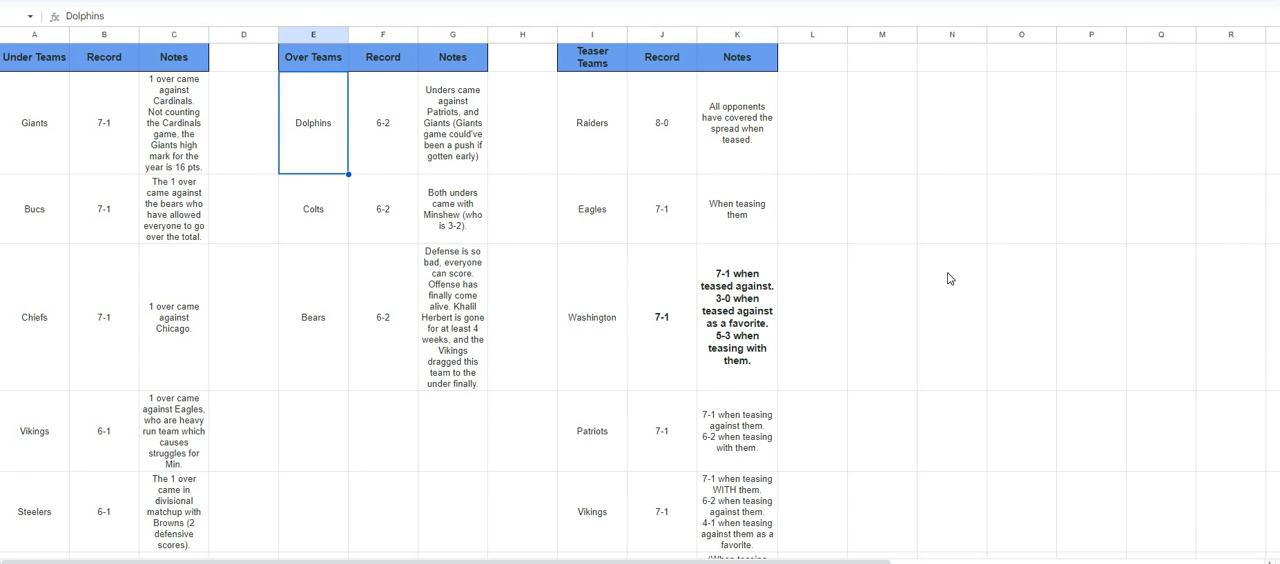 fx Dolphins
A B C D E F G H I J K L M N O P Q R
Under Teams Record Notes Over Teams Record Notes Teaser
Teams Record Notes
Giants 7-1
1 over came
against
Cardinals.
Not counting
the Cardinals
game, the
Giants high
mark for the
year is 16 pts.
Dolphins 6-2
Unders came
against
Patriots, and
Giants (Giants
game could've
been a push if
gotten early)
Raiders 8-0
All opponents
have covered the
spread when
teased.
Bucs 7-1
The 1 over
came against
the bears who
have allowed
everyone to go
over the total.
Colts 6-2
Both unders
came with
Minshew (who
is 3-2).
Eagles 7-1
When teasing
them
Chiefs 7-1
1 over came
against
Chicago.
Bears 6-2
Defense is so
bad, everyone
can score.
Offense has
finally come
alive. Khalil
Herbert is gone
for at least 4
weeks, and the
Vikings
dragged this
team to the
under finally.
Washington 7-1
7-1 when
teased against.
3-0 when
teased against
as a favorite.
5-3 when
teasing with
them.
Vikings 6-1
1 over came
against Eagles,
who are heavy
run team which
causes
struggles for
Min.
Patriots 7-1
7-1 when teasing
against them.
6-2 when teasing
with them.
Steelers 6-1
The 1 over
came in
divisional
matchup with
Browns (2
defensive
scores).
Vikings 7-1
7-1 when teasing
WITH them.
6-2 when teasing
against them.
4-1 when teasing
against them as a
favorite.
(When teasing